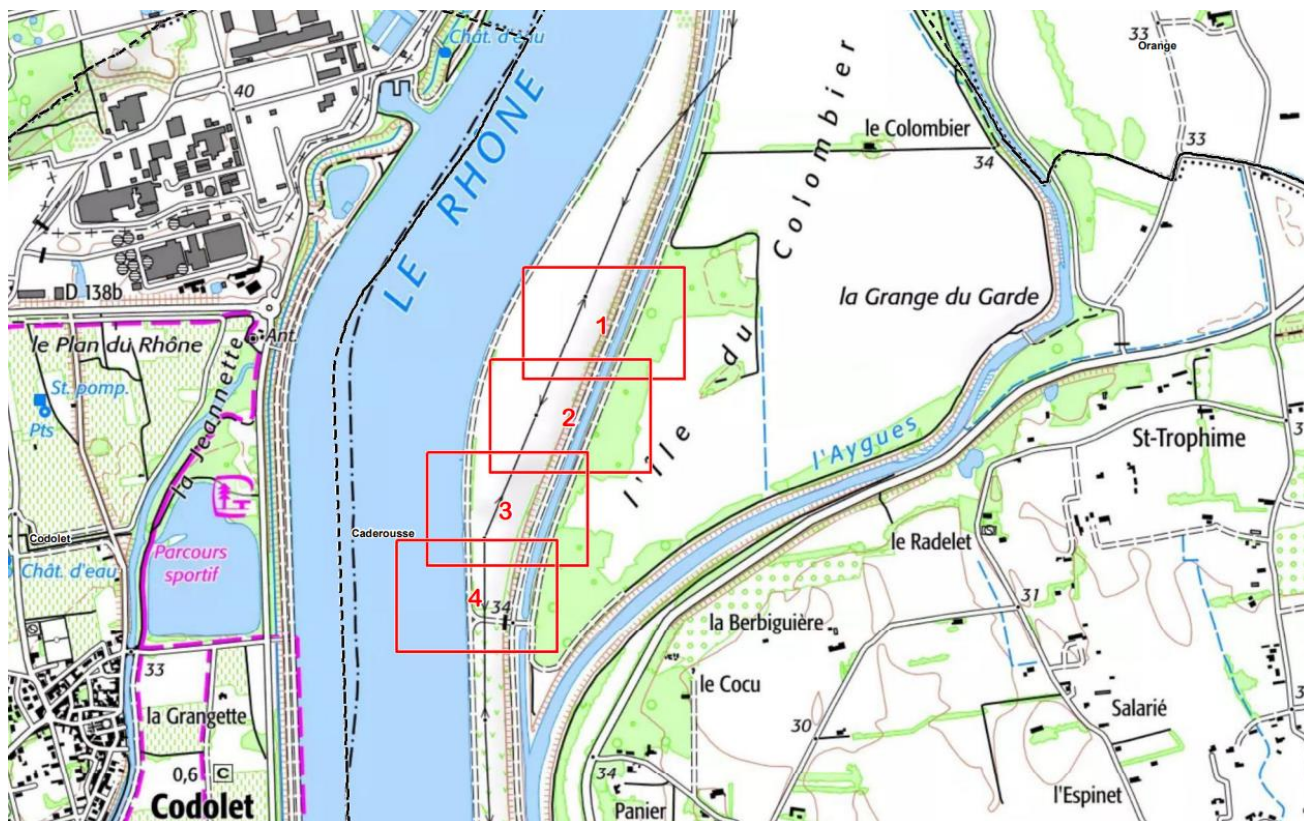 Chât. d'eau
33
Orange
40
le Colombier
33
34
LE RHONE
l'Ile du Colombier
D 138b
la Grange du Garde
1
Ant.
le Plan du Rhône
St. pomp.
Pts
la Jeannette
2
l'Aygues
St-Trophime
3
Codolet
Caderousse
Parcours
sportif
le Radelet
Chât. d'eau
4
34
31
la Berbiguière
33
le Cocu
la Grangette
Salarié
30
0,6
C
34
l'Espinet
Codolet
Panier